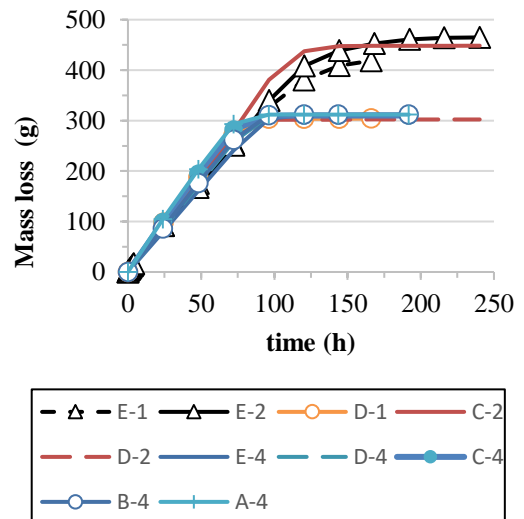 500
400
300
200
100
0
Mass loss (g)
0 50 100 150 200 250
time (h)
E-1 E-2 D-1 C-2
D-2 E-4 D-4 C-4
B-4 A-4